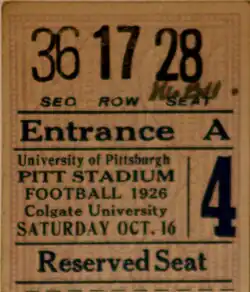 36 17 28
SEC ROW SEAT
Entrance A
University of Pittsburgh
PITT STADIUM
FOOTBALL 1926
Colgate University
SATURDAY OCT. 16
4
Reserved Seat